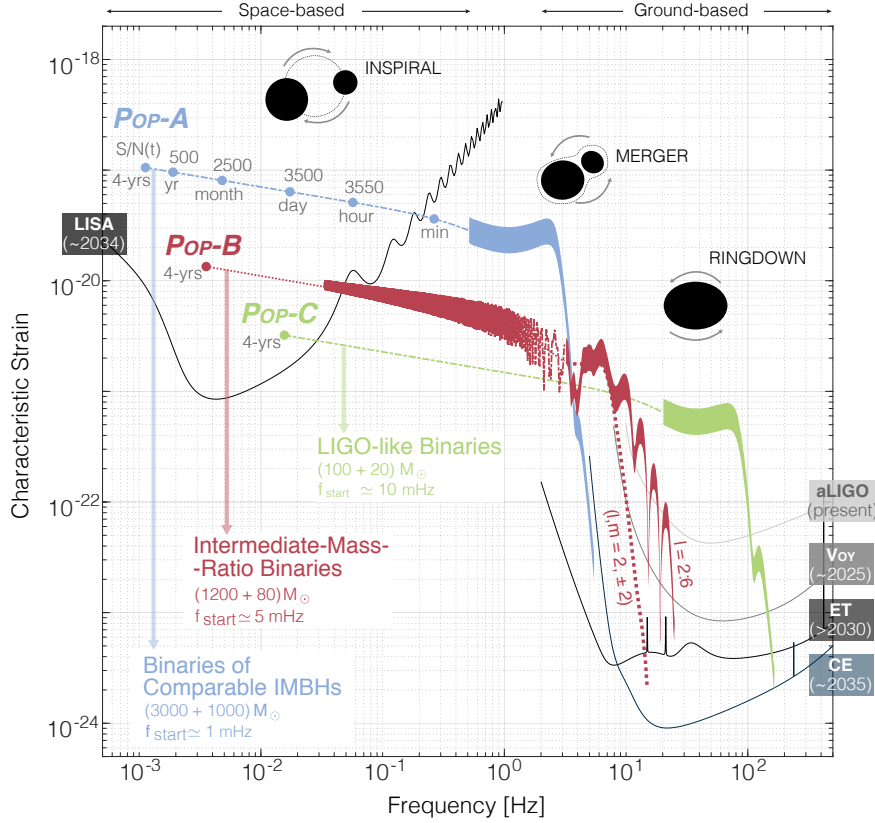 Space-based
Ground-based
10^-18
10^-20
10^-22
10^-24
Characteristic Strain
INSPIRAL
POP-A
S/N(t)
500
2500
3500
3550
4-yrs
yr
month
day
hour
min
MERGER
LISA
(~2034)
POP-B
4-yrs
RINGDOWN
POP-C
4-yrs
LIGO-like Binaries
(100 + 20) M⊙
f start ≃ 10 mHz
aLIGO
(present)
(l,m = 2, ±2)
l = 2:6
Intermediate-Mass-
-Ratio Binaries
(1200 + 80) M⊙
f start ≃ 5 mHz
VOY
(~2025)
ET
(>2030)
CE
(~2035)
Binaries of
Comparable IMBHs
(3000 + 1000) M⊙
f start ≃ 1 mHz
10^-3
10^-2
10^-1
10^0
10^1
10^2
Frequency [Hz]